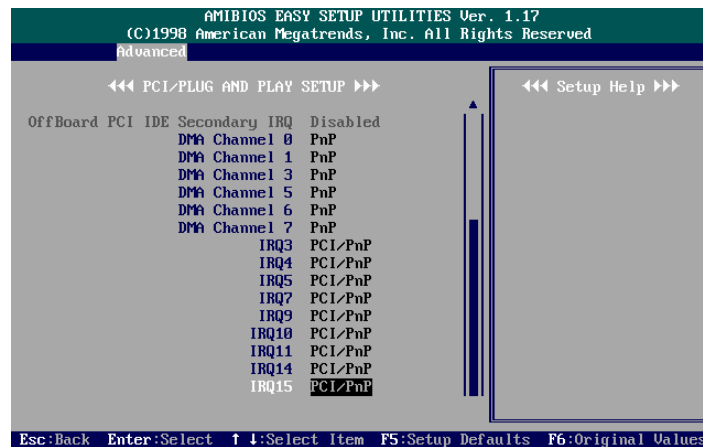 AMIBIOS EASY SETUP UTILITIES Ver. 1.17
(C)1998 American Megatrends, Inc. All Rights Reserved
Advanced
PCI/PLUG AND PLAY SETUP
Setup Help
OffBoard PCI IDE Secondary IRQ Disabled
DMA Channel 0 PnP
DMA Channel 1 PnP
DMA Channel 3 PnP
DMA Channel 5 PnP
DMA Channel 6 PnP
DMA Channel 7 PnP
IRQ3 PCI/PnP
IRQ4 PCI/PnP
IRQ5 PCI/PnP
IRQ7 PCI/PnP
IRQ9 PCI/PnP
IRQ10 PCI/PnP
IRQ11 PCI/PnP
IRQ14 PCI/PnP
IRQ15 PCI/PnP
Esc:Back Enter:Select ↑↓:Select Item F5:Setup Defaults F6:Original Values